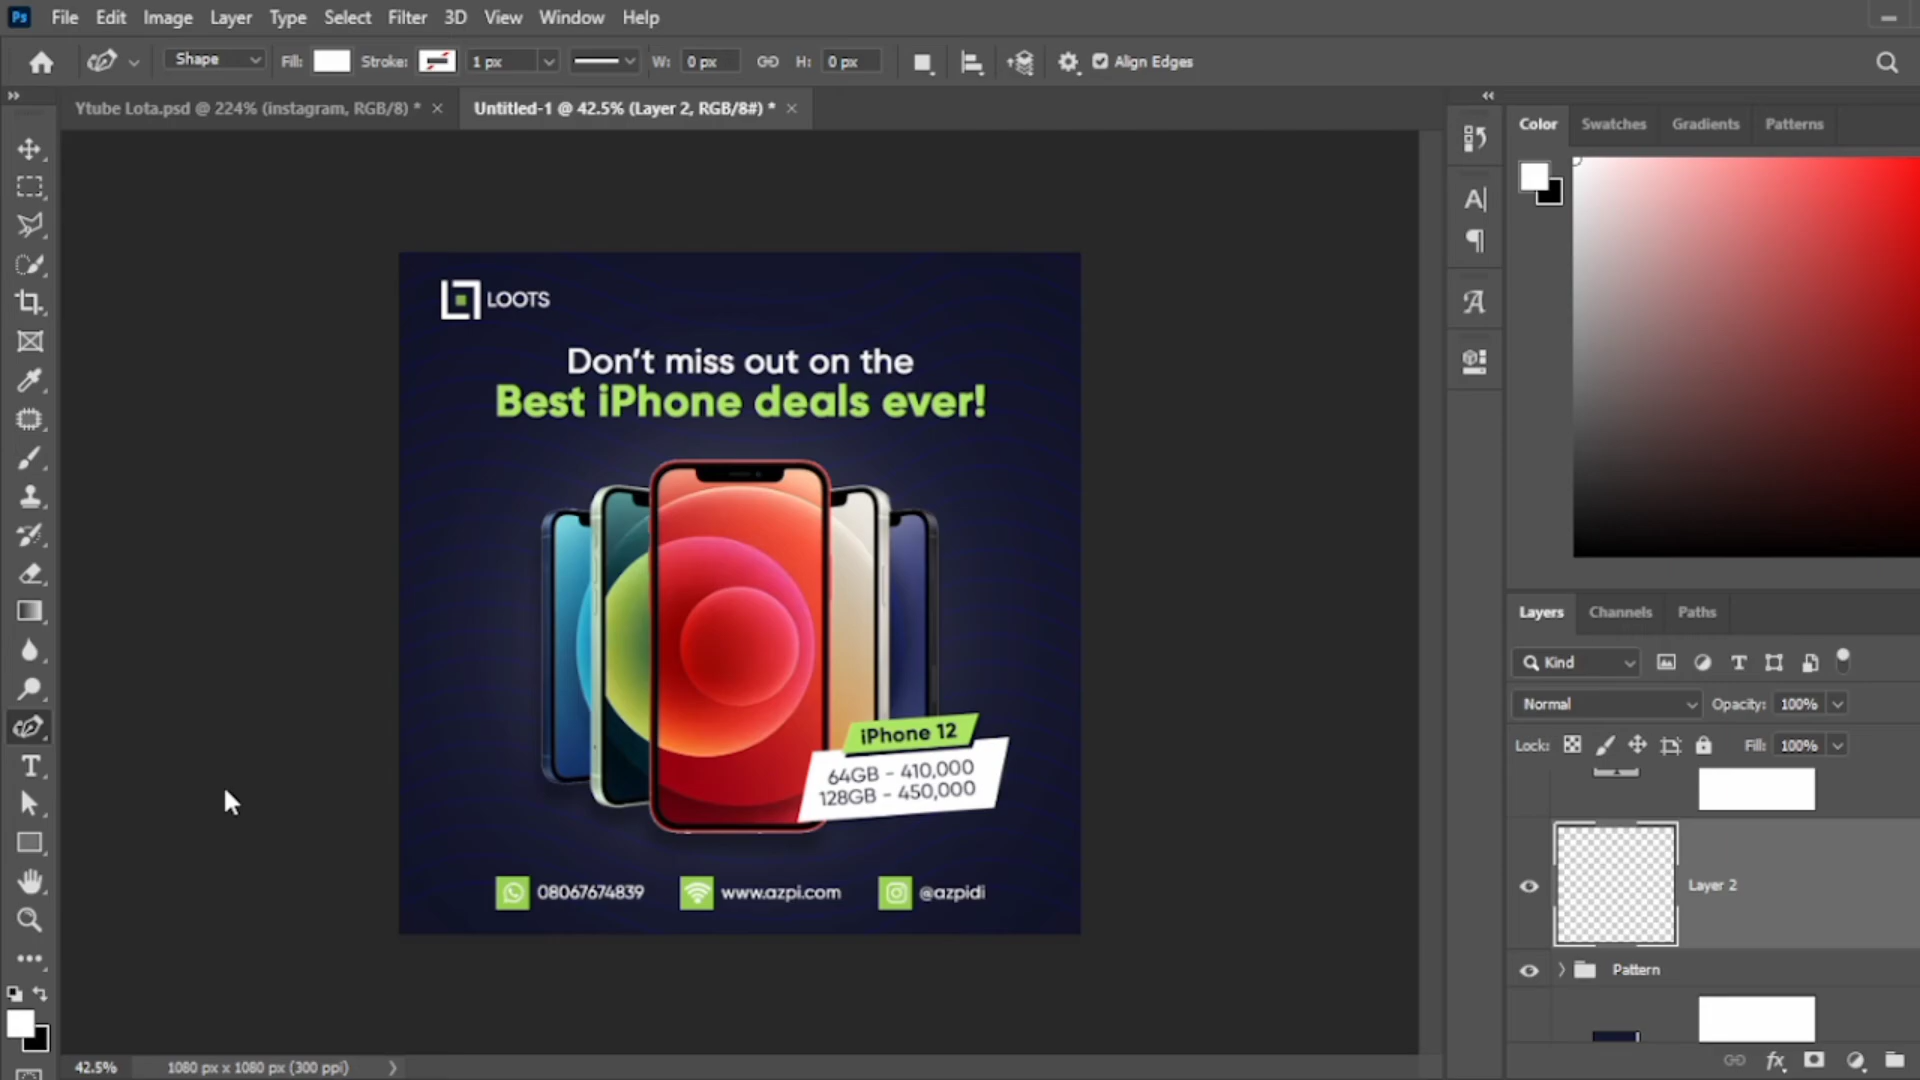 Ps File Edit Image Layer Type Select Filter 3D View Window Help
Shape Fill: Stroke: 1 px W: 0 px H: 0 px Align Edges
Ytube Lota.psd @ 224% (instagram, RGB/8) * × Untitled-1 @ 42.5% (Layer 2, RGB/8#) * ×
Color Swatches Gradients Patterns
LOOTS
Don't miss out on the
Best iPhone deals ever!
iPhone 12
64GB - 410,000
128GB - 450,000
08067674839 www.azpi.com @azpidi
Layers Channels Paths
Kind
Normal Opacity: 100%
Lock: Fill: 100%
Layer 2
Pattern
fx
42.5% 1080 px x 1080 px (300 ppi)